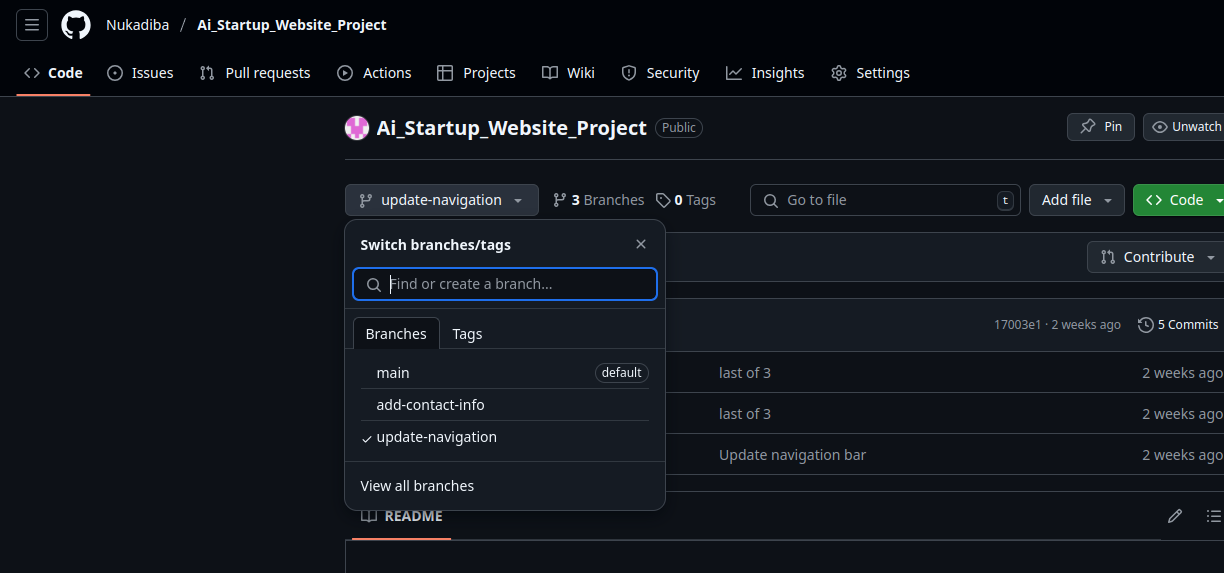 Nukadiba / Ai_Startup_Website_Project
Code Issues Pull requests Actions Projects Wiki Security Insights Settings
Ai_Startup_Website_Project Public Pin Unwatch
update-navigation 3 Branches 0 Tags Go to file t Add file Code
Switch branches/tags
Contribute
Find or create a branch...
17003e1 · 2 weeks ago 5 Commits
Branches Tags
main default last of 3 2 weeks ago
add-contact-info last of 3 2 weeks ago
update-navigation Update navigation bar 2 weeks ago
View all branches
README